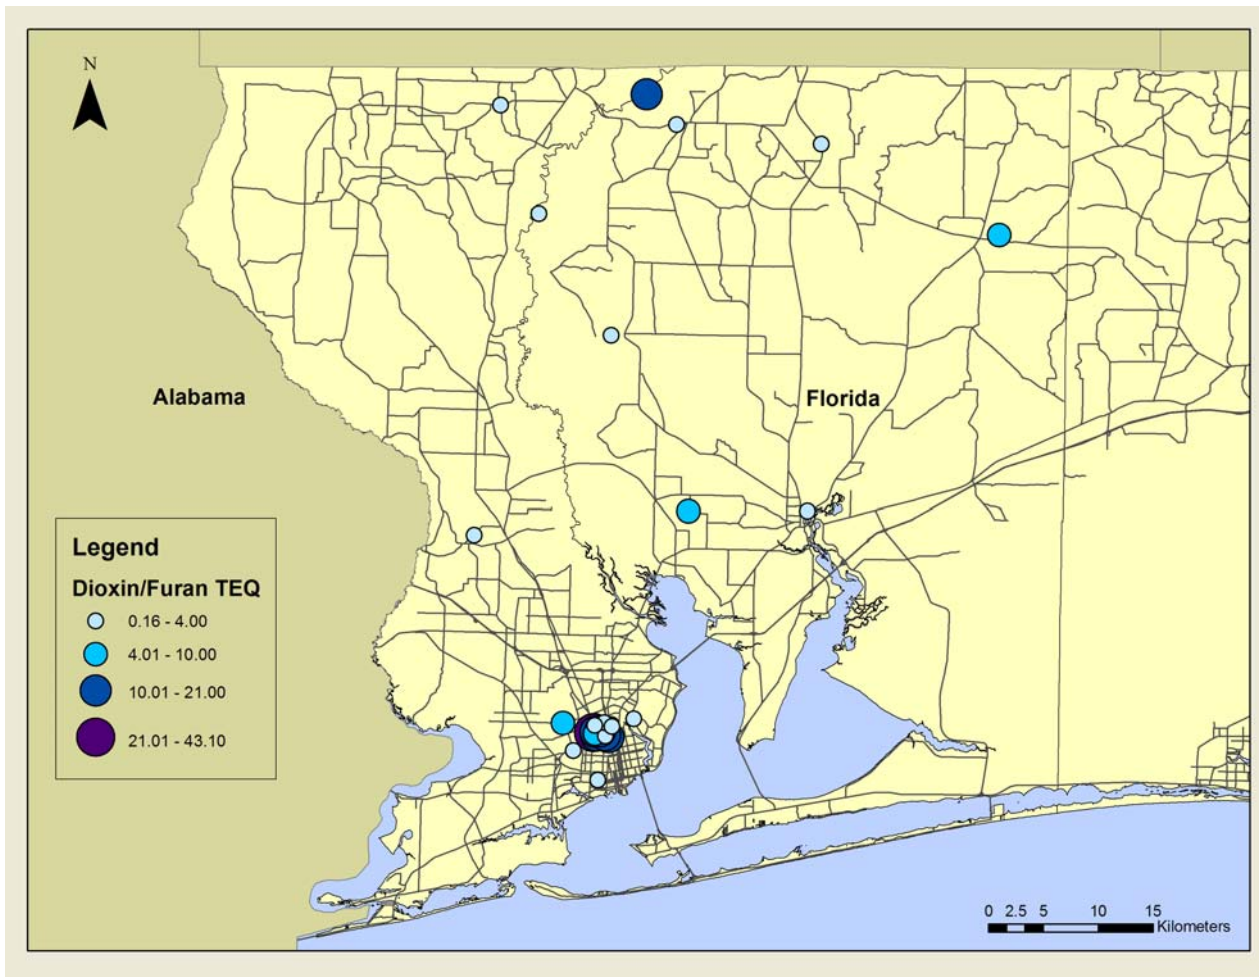 N
Alabama
Florida
Legend
Dioxin/Furan TEQ
0.16 - 4.00
4.01 - 10.00
10.01 - 21.00
21.01 - 43.10
0 2.5 5 10 15
Kilometers